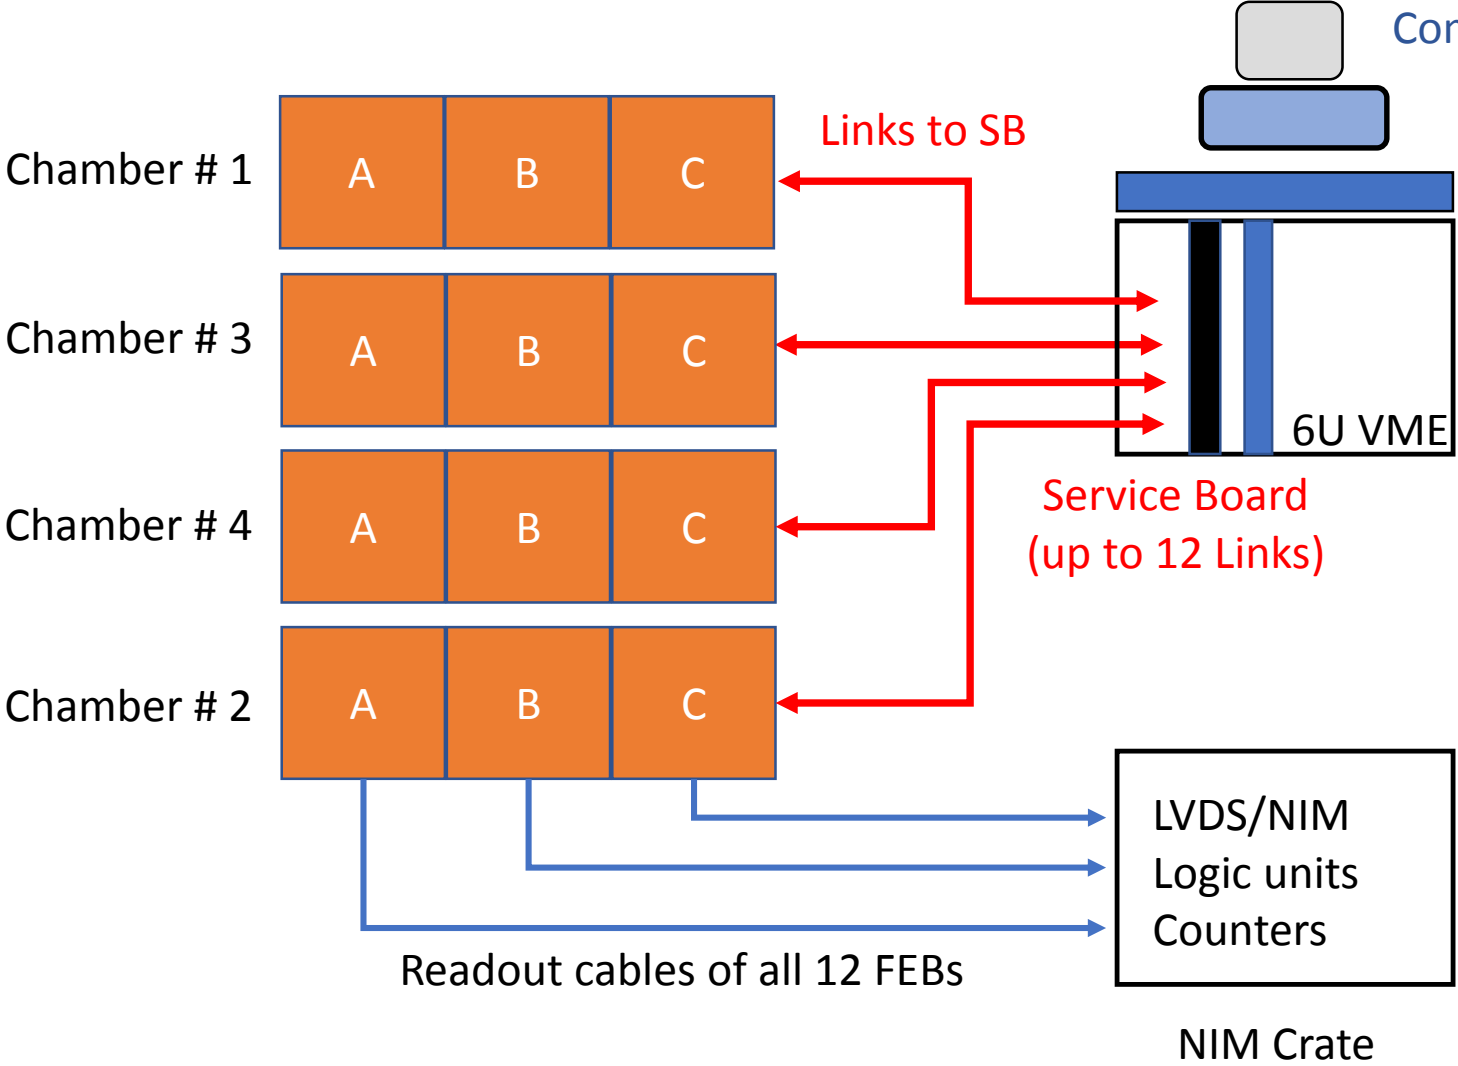 Links to SB
Chamber # 1
A B C
Chamber # 3
A B C
6U VME
Chamber # 4
A B C
Service Board
(up to 12 Links)
Chamber # 2
A B C
LVDS/NIM
Logic units
Counters
Readout cables of all 12 FEBs
NIM Crate